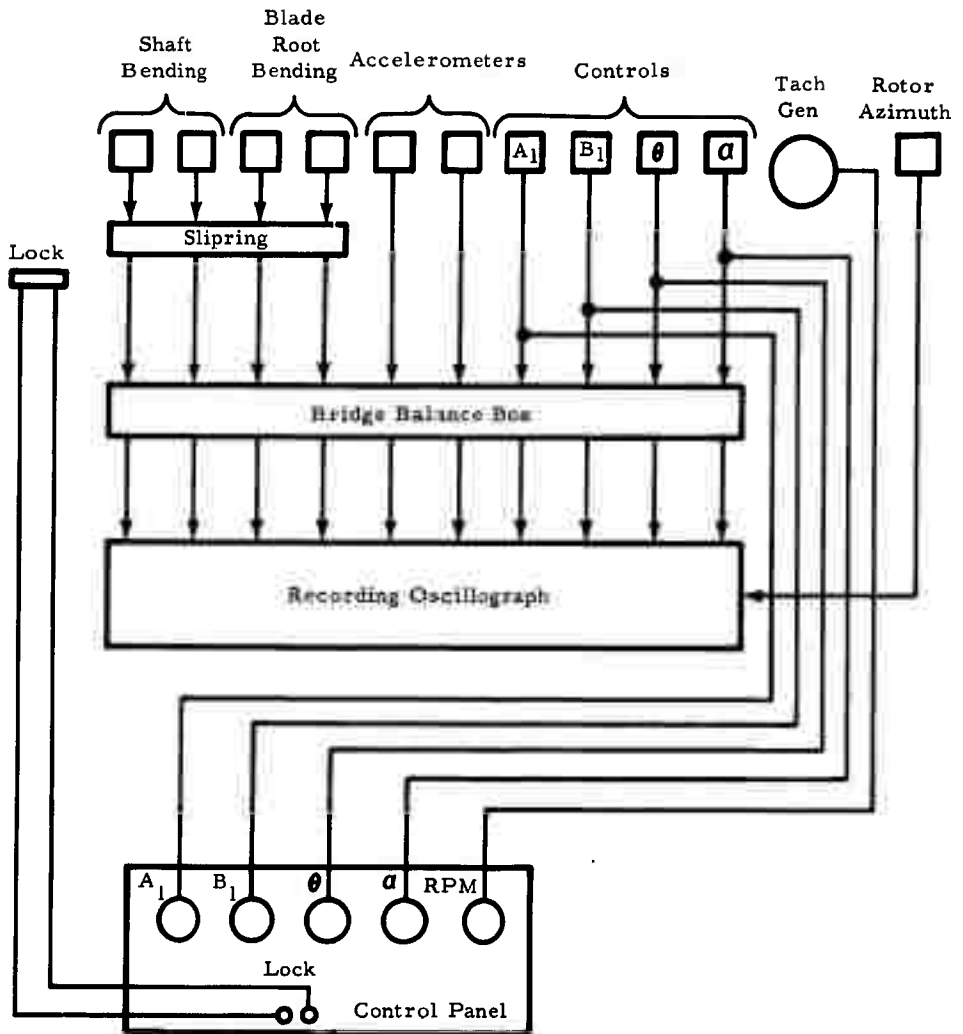 Shaft
Bending
Blade
Root
Bending
Accelerometers
Controls
Tach
Gen
Rotor
Azimuth
A1
B1
θ
α
Slipring
Lock
Bridge Balance Box
Recording Oscillograph
A1
B1
θ
α
RPM
Lock
Control Panel